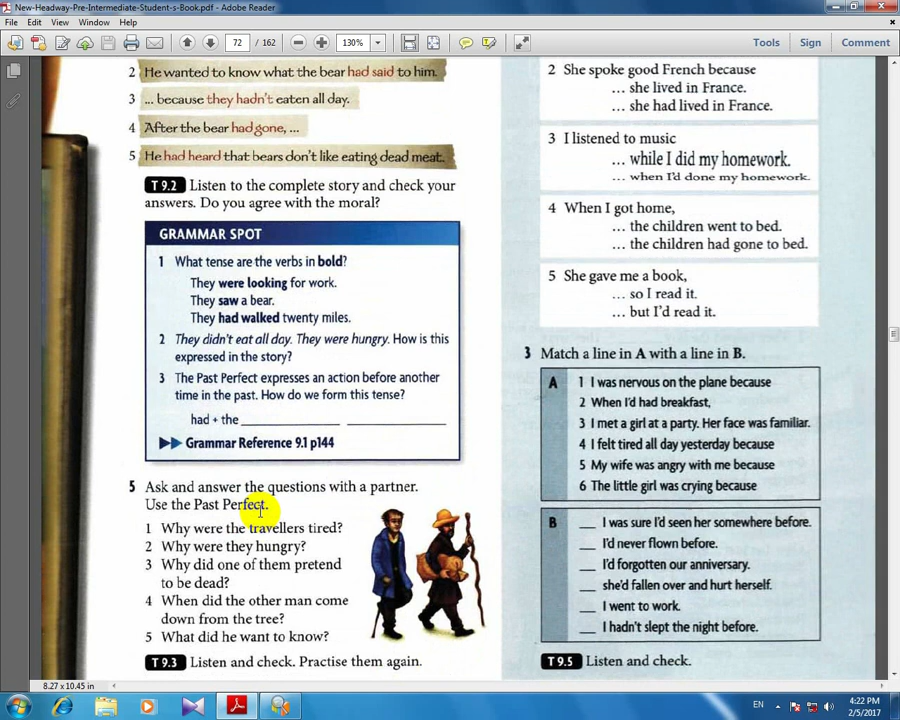 New-Headway-Pre-Intermediate-Student-s-Book.pdf - Adobe Reader
File Edit View Window Help
72 / 162 130% Tools Sign Comment
2 He wanted to know what the bear had said to him.
3 ... because they hadn't eaten all day.
4 After the bear had gone, ...
5 He had heard that bears don't like eating dead meat.
T 9.2 Listen to the complete story and check your
answers. Do you agree with the moral?
GRAMMAR SPOT
1 What tense are the verbs in bold?
They were looking for work.
They saw a bear.
They had walked twenty miles.
2 They didn't eat all day. They were hungry. How is this
expressed in the story?
3 The Past Perfect expresses an action before another
time in the past. How do we form this tense?
had + the ____________________ ____________________
Grammar Reference 9.1 p144
5 Ask and answer the questions with a partner.
Use the Past Perfect.
1 Why were the travellers tired?
2 Why were they hungry?
3 Why did one of them pretend
to be dead?
4 When did the other man come
down from the tree?
5 What did he want to know?
T 9.3 Listen and check. Practise them again.
2 She spoke good French because
... she lived in France.
... she had lived in France.
3 I listened to music
... while I did my homework.
... when I'd done my homework.
4 When I got home,
... the children went to bed.
... the children had gone to bed.
5 She gave me a book,
... so I read it.
... but I'd read it.
3 Match a line in A with a line in B.
A 1 I was nervous on the plane because
2 When I'd had breakfast,
3 I met a girl at a party. Her face was familiar.
4 I felt tired all day yesterday because
5 My wife was angry with me because
6 The little girl was crying because
B __ I was sure I'd seen her somewhere before.
__ I'd never flown before.
__ I'd forgotten our anniversary.
__ she'd fallen over and hurt herself.
__ I went to work.
__ I hadn't slept the night before.
T 9.5 Listen and check.
8.27 x 10.45 in
EN 4:22 PM
2/5/2017